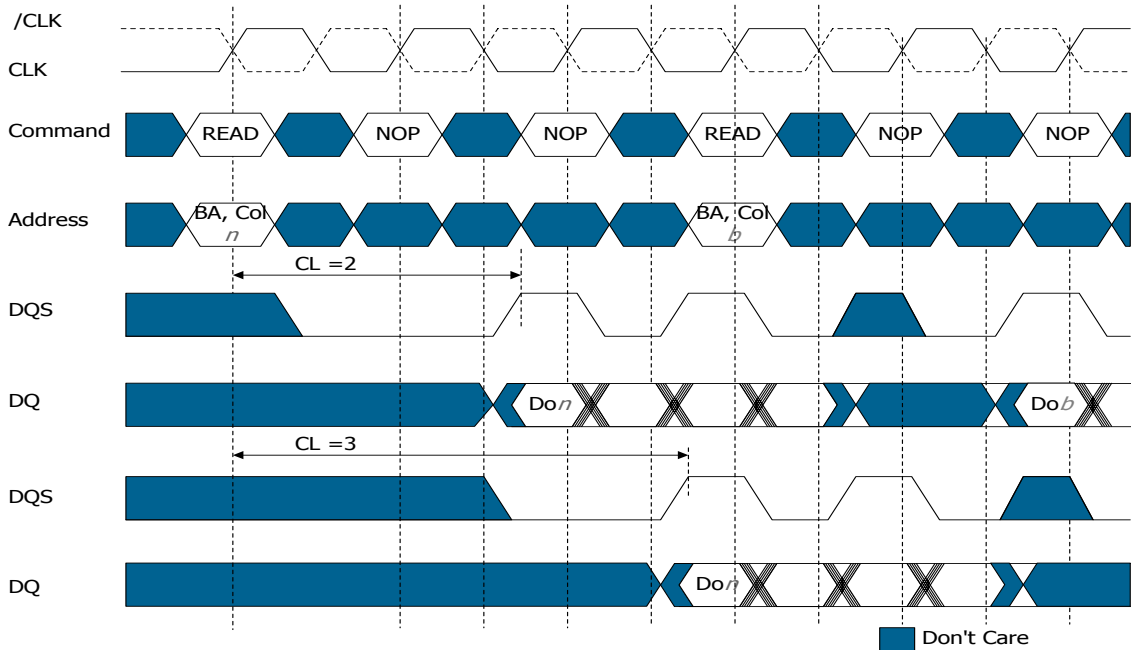 /CLK
CLK
Command READ NOP NOP READ NOP NOP
Address BA, Col n BA, Col b
CL =2
DQS
DQ Don Dob
CL =3
DQS
DQ Don
Don't Care